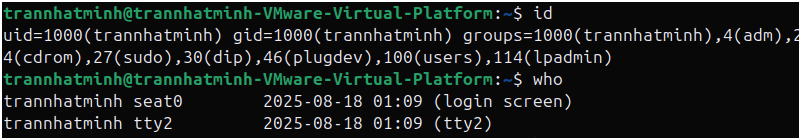 trannhatminh@trannhatminh-VMware-Virtual-Platform:~$ id
uid=1000(trannhatminh) gid=1000(trannhatminh) groups=1000(trannhatminh),4(adm),2
4(cdrom),27(sudo),30(dip),46(plugdev),100(users),114(lpadmin)
trannhatminh@trannhatminh-VMware-Virtual-Platform:~$ who
trannhatminh seat0        2025-08-18 01:09 (login screen)
trannhatminh tty2         2025-08-18 01:09 (tty2)